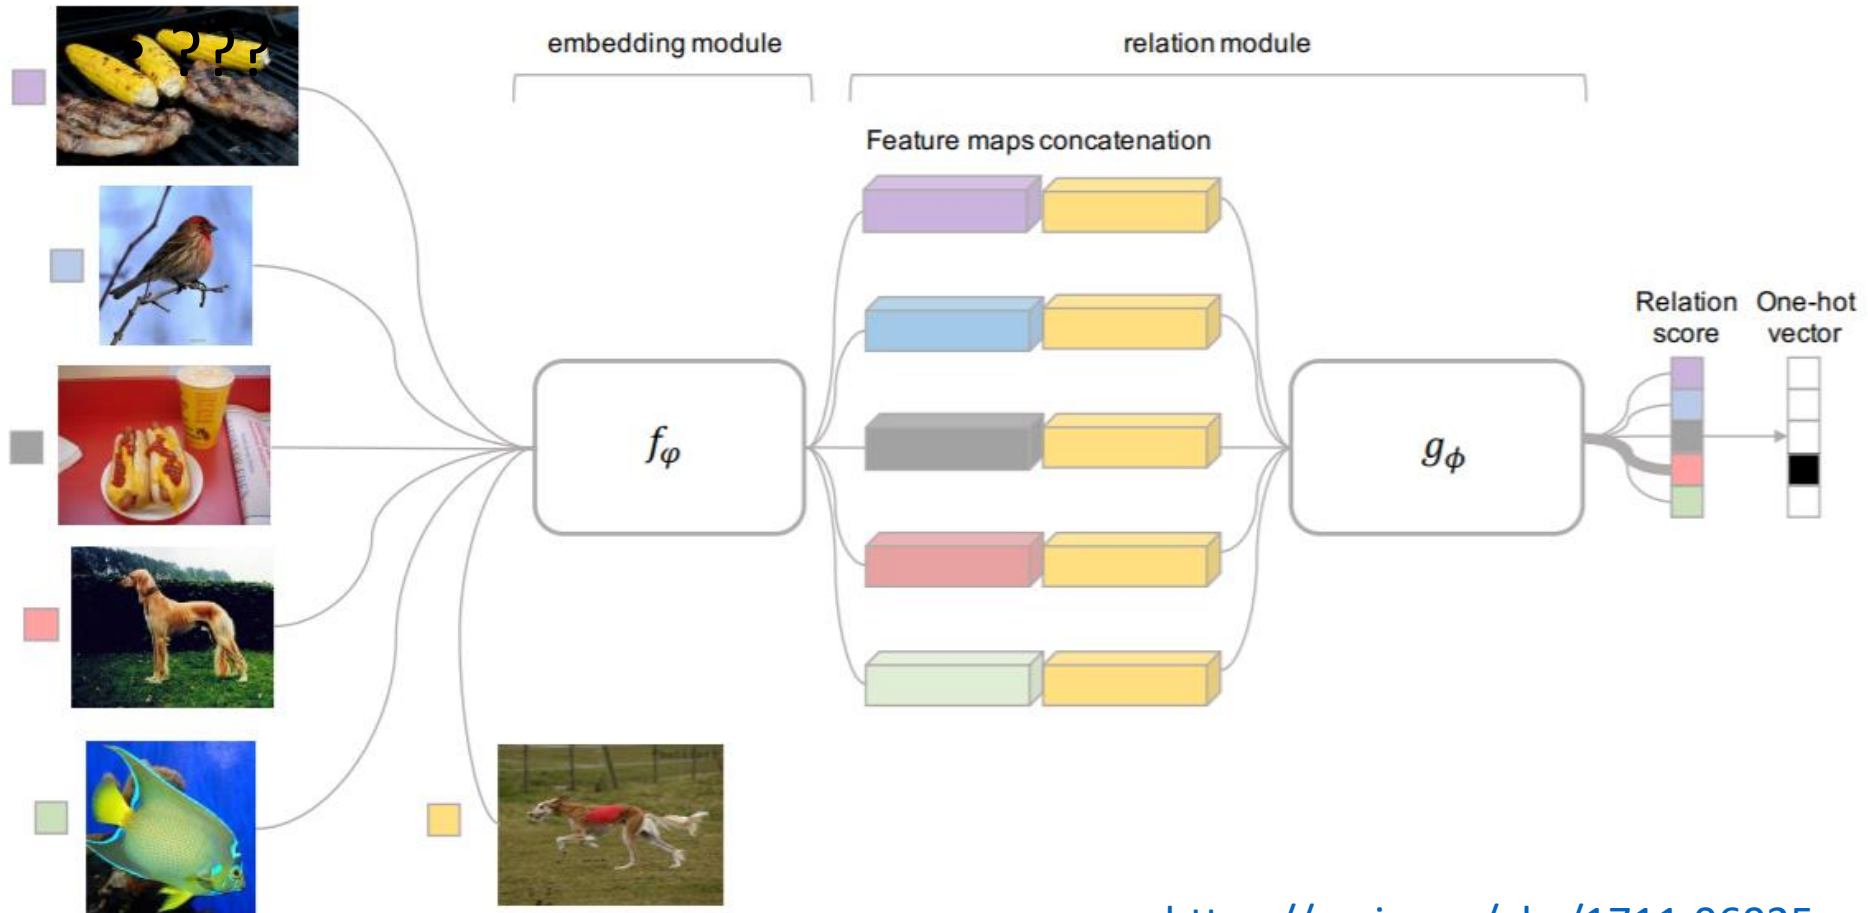 • ? ? ?
embedding module
relation module
Feature maps concatenation
Relation score
One-hot vector
fφ
gϕ